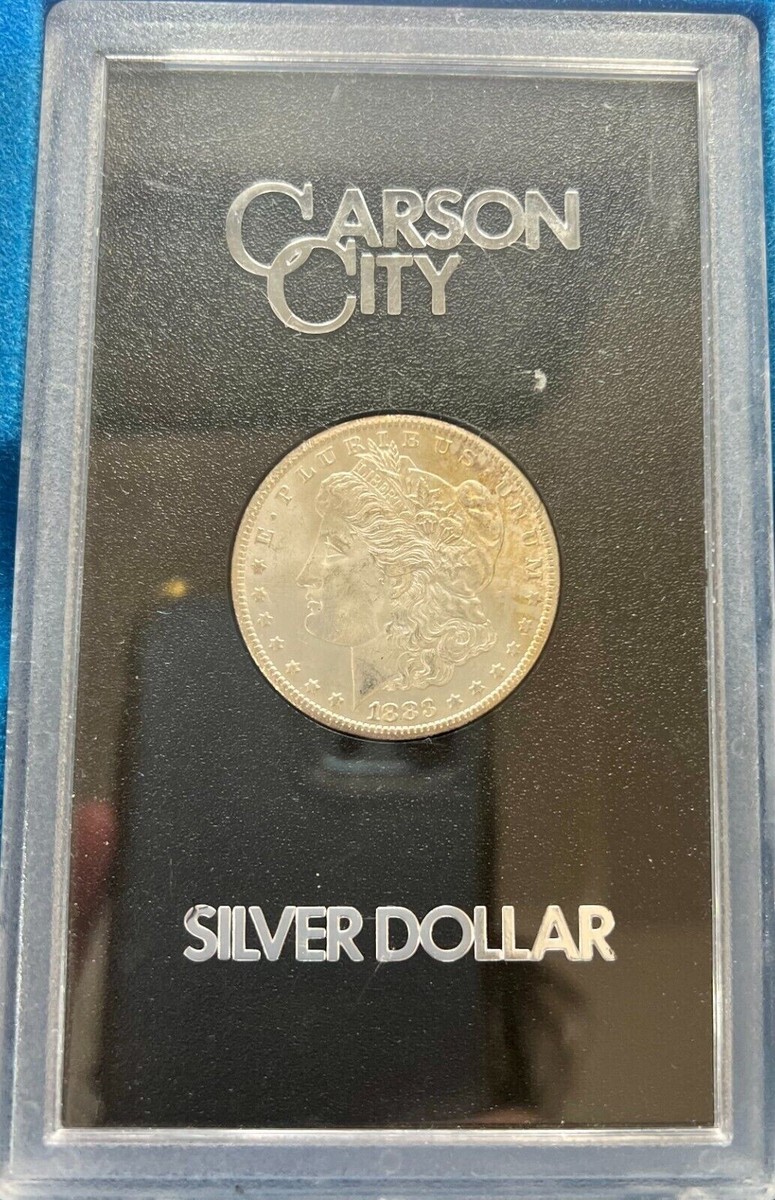 CARSON
CITY
E·PLURIBUS·UNUM
LIBERTY
1883
SILVER DOLLAR